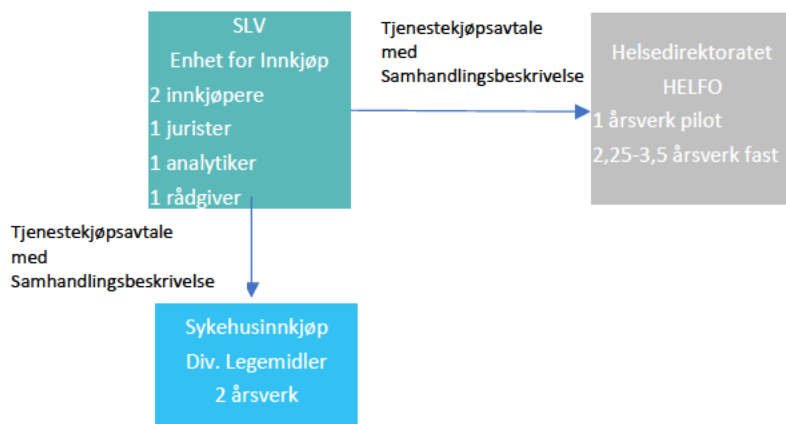 SLV
Enhet for Innkjøp
2 innkjøpere
1 jurister
1 analytiker
1 rådgiver
Tjenestekjøpsavtale
med
Samhandlingsbeskrivelse
Helsedirektoratet
HELFO
1 årsverk pilot
2,25-3,5 årsverk fast
Tjenestekjøpsavtale
med
Samhandlingsbeskrivelse
Sykehusinnkjøp
Div. Legemidler
2 årsverk